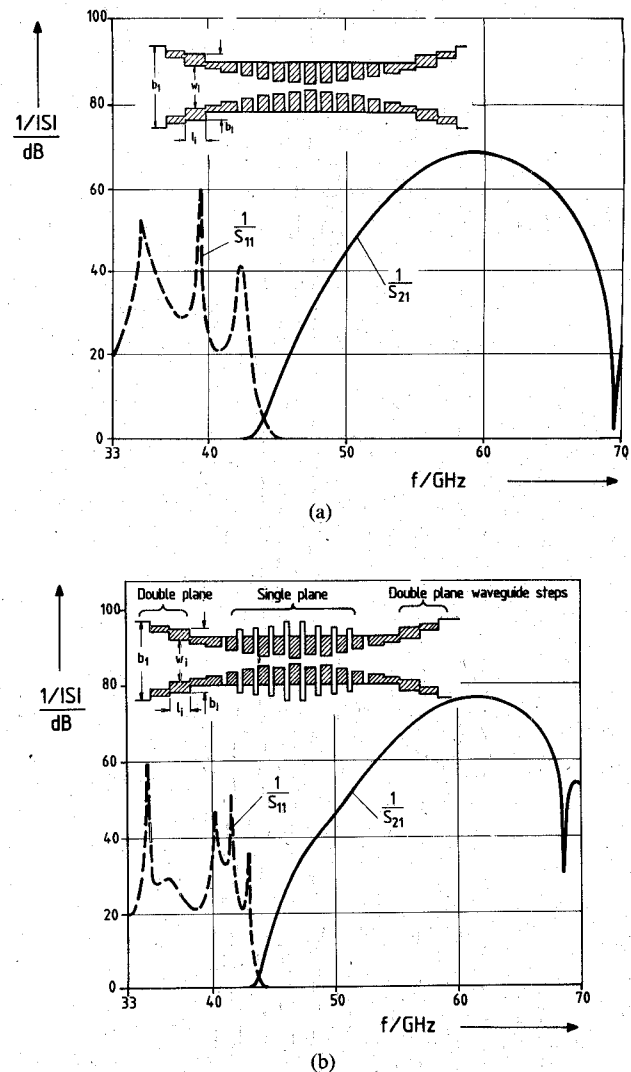 100
80
60
40
20
0
1/|S|
dB
b₁
wᵢ
lᵢ
bᵢ
1/S₁₁
1/S₂₁
33
40
50
60
70
f/GHz
(a)
Double plane
Single plane
Double plane waveguide steps
100
80
60
40
20
0
1/|S|
dB
b₁
wᵢ
lᵢ
bᵢ
1/S₁₁
1/S₂₁
33
40
50
60
70
f/GHz
(b)